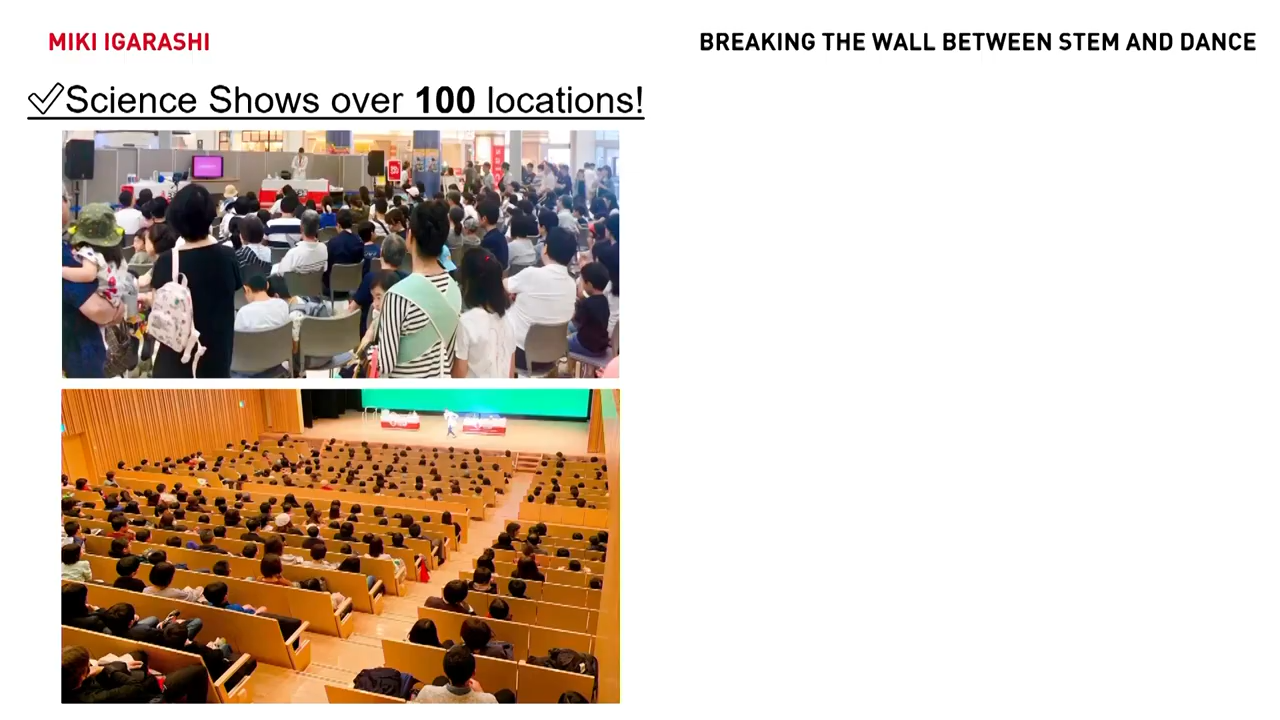 MIKI IGARASHI
BREAKING THE WALL BETWEEN STEM AND DANCE
✓Science Shows over 100 locations!